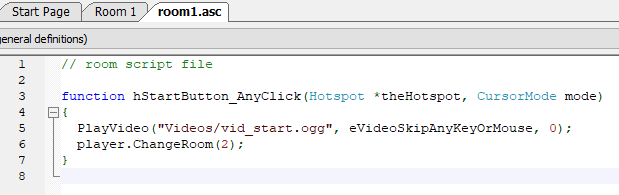 Start Page Room 1 room1.asc
general definitions)
1 // room script file
2
3 function hStartButton_AnyClick(Hotspot *theHotspot, CursorMode mode)
4 {
5 PlayVideo("Videos/vid_start.ogg", eVideoSkipAnyKeyOrMouse, 0);
6 player.ChangeRoom(2);
7 }
8